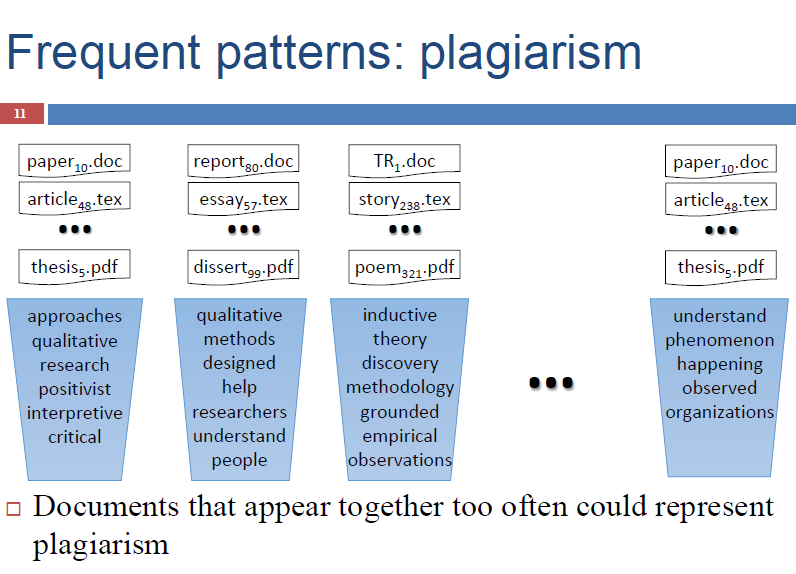 Frequent patterns: plagiarism
11
paper₁₀.doc
article₄₈.tex
•••
thesis₅.pdf
approaches
qualitative
research
positivist
interpretive
critical
report₈₀.doc
essay₅₇.tex
•••
dissert₉₉.pdf
qualitative
methods
designed
help
researchers
understand
people
TR₁.doc
story₂₃₈.tex
•••
poem₃₂₁.pdf
inductive
theory
discovery
methodology
grounded
empirical
observations
•••
paper₁₀.doc
article₄₈.tex
•••
thesis₅.pdf
understand
phenomenon
happening
observed
organizations
Documents that appear together too often could represent
plagiarism